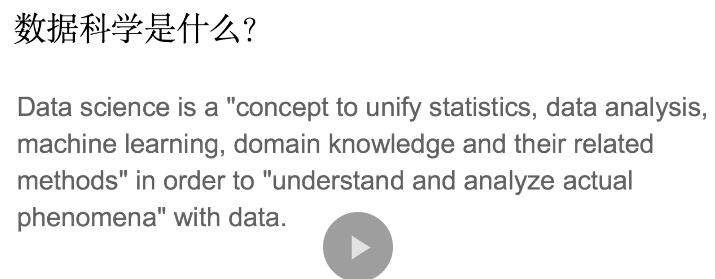 数据科学是什么?
Data science is a "concept to unify statistics, data analysis,
machine learning, domain knowledge and their related
methods" in order to "understand and analyze actual
phenomena" with data.